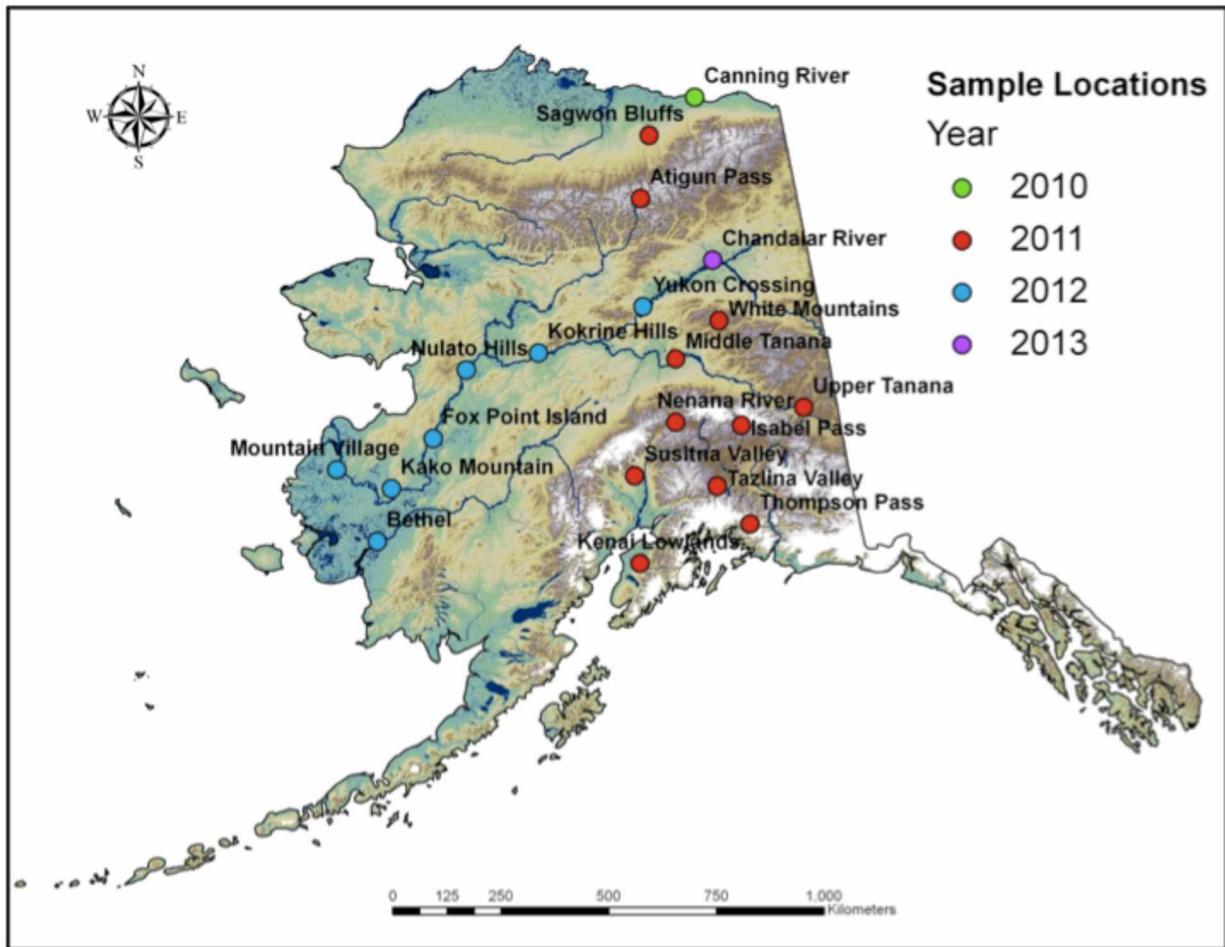 N
W E
S
Canning River
Sagwon Bluffs
Atigun Pass
Chandalar River
Yukon Crossing
White Mountains
Kokrine Hills
Middle Tanana
Nulato Hills
Upper Tanana
Nenana River
Isabel Pass
Fox Point Island
Mountain Village
Susitna Valley
Kako Mountain
Tazlina Valley
Thompson Pass
Bethel
Kenai Lowlands
Sample Locations
Year
2010
2011
2012
2013
0 125 250 500 750 1,000
Kilometers